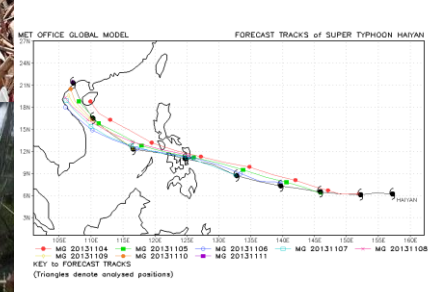 MET OFFICE GLOBAL MODEL FORECAST TRACKS of SUPER TYPHOON HAIYAN
27N
24N
21N
18N
15N
12N
9N
6N
3N
HAIYAN
105E 110E 115E 120E 125E 130E 135E 140E 145E 150E 155E 160E
MG 20131104 MG 20131105 MG 20131106 MG 20131107 MG 20131108
MG 20131109 MG 20131110 MG 20131111
KEY to FORECAST TRACKS
(Triangles denote analysed positions)